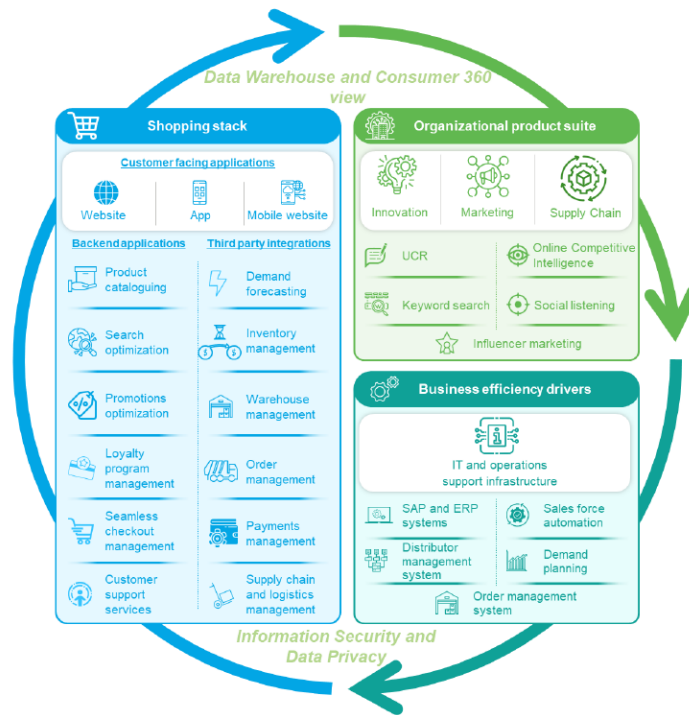 Data Warehouse and Consumer 360
view
Shopping stack
Customer facing applications
Website
App
Mobile website
Backend applications
Third party integrations
Product
cataloguing
Demand
forecasting
Search
optimization
Inventory
management
Promotions
optimization
Warehouse
management
Loyalty
program
management
Order
management
Seamless
checkout
management
Payments
management
Customer
support
services
Supply chain
and logistics
management
Organizational product suite
Innovation
Marketing
Supply Chain
UCR
Online Competitive
Intelligence
Keyword search
Social listening
Influencer marketing
Business efficiency drivers
IT and operations
support infrastructure
SAP and ERP
systems
Sales force
automation
Distributor
management
system
Demand
planning
Order management
system
Information Security and
Data Privacy